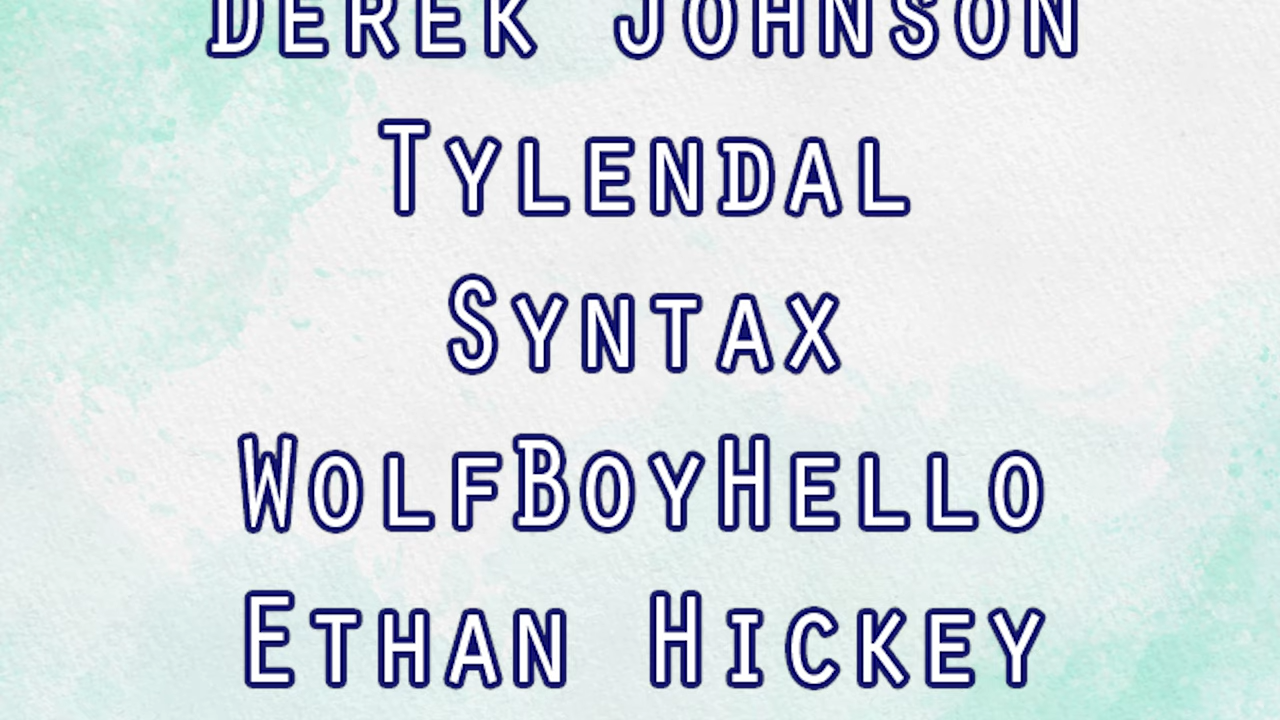 Derek Johnson
Tylendal
Syntax
WolfBoyHello
Ethan Hickey